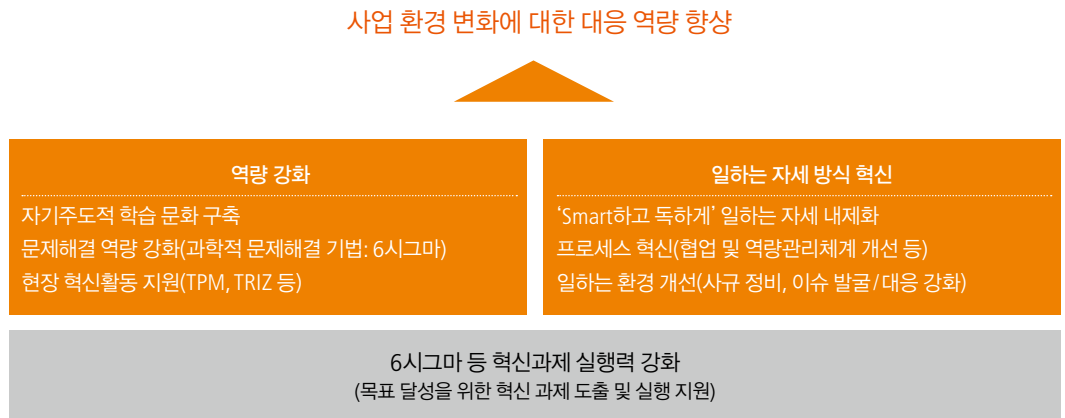 사업 환경 변화에 대한 대응 역량 향샹
역량 강화
자기주도적 학습 문화 구축
문제해결 역량 강화(과학적 문제해결 기법: 6시그마)
현장 혁신활동 지원(TPM, TRIZ 등)
일하는 자세 방식 혁신
‘Smart하고 독하게’ 일하는 자세 내제화
프로세스 혁신(협업 및 역량관리체계 개선 등)
일하는 환경 개선(사규 정비, 이슈 발굴/대응 강화)
6시그마 등 혁신과제 실행력 강화
(목표 달성을 위한 혁신 과제 도출 및 실행 지원)